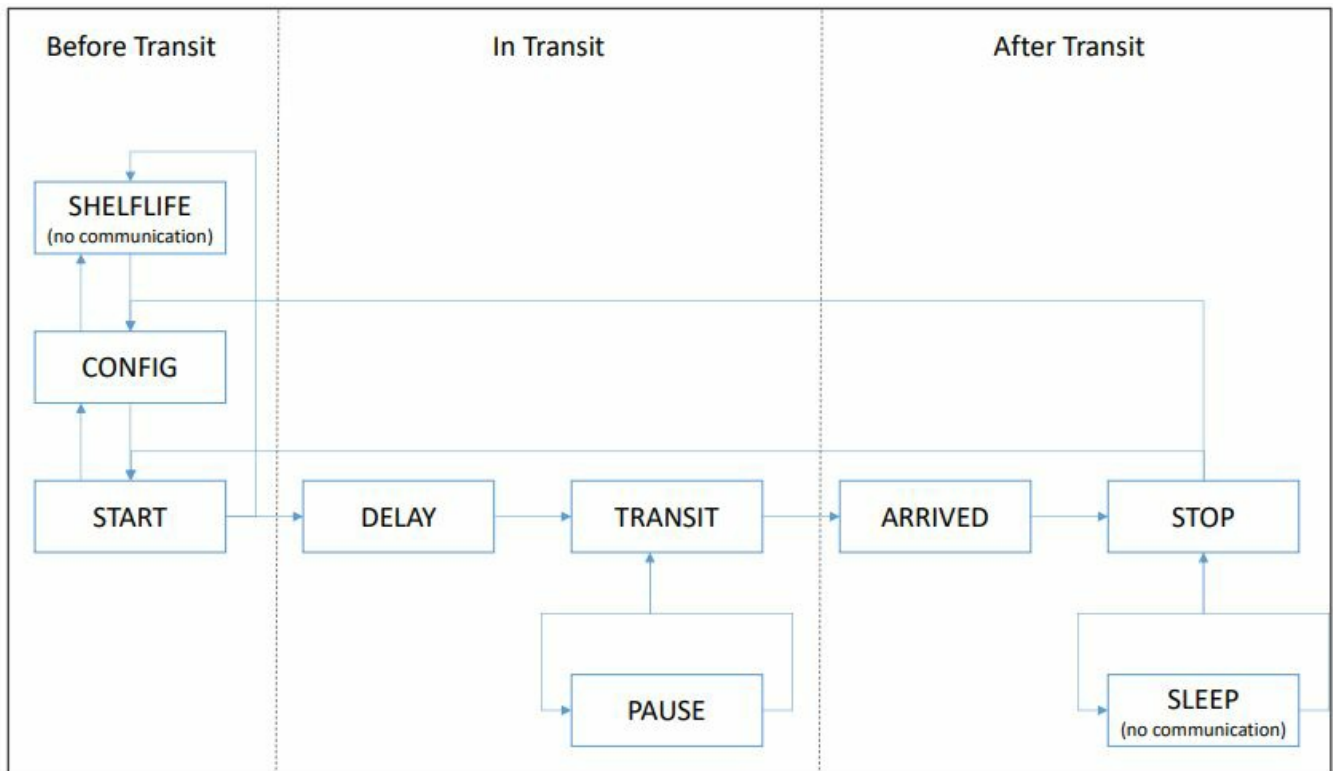 Before Transit
In Transit
After Transit
SHELFLIFE
(no communication)
CONFIG
START
DELAY
TRANSIT
ARRIVED
STOP
PAUSE
SLEEP
(no communication)